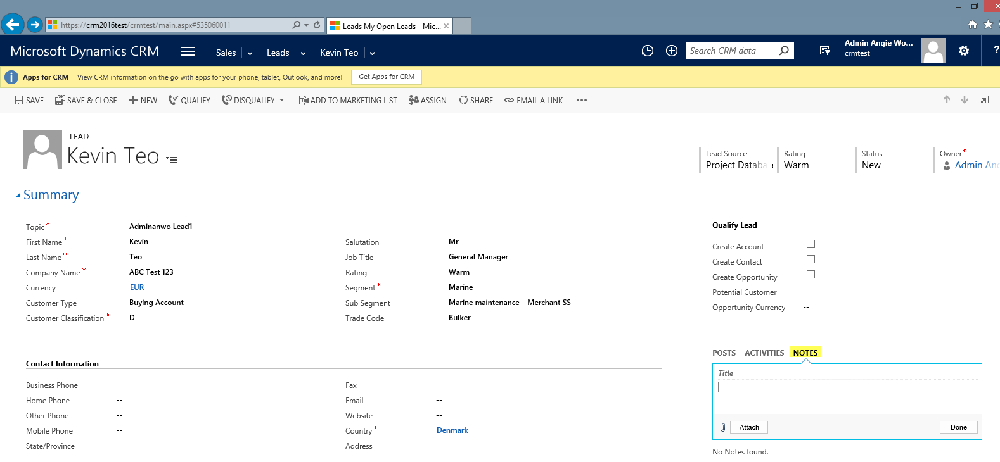 https://crm2016test/crmtest/main.aspx#535060011
Leads My Open Leads - Mic...
Microsoft Dynamics CRM
Sales
Leads
Kevin Teo
Search CRM data
Admin Angie Wo...
crmtest
?
Apps for CRM View CRM information on the go with apps for your phone, tablet, Outlook, and more! Get Apps for CRM
SAVE SAVE & CLOSE NEW QUALIFY DISQUALIFY ADD TO MARKETING LIST ASSIGN SHARE EMAIL A LINK •••
LEAD
Kevin Teo
Lead Source
Project Databa
Rating
Warm
Status
New
Owner*
Admin Ang
Summary
Topic* Adminanwo Lead1
First Name+ Kevin
Last Name* Teo
Company Name* ABC Test 123
Currency EUR
Customer Type Buying Account
Customer Classification* D
Salutation Mr
Job Title General Manager
Rating Warm
Segment* Marine
Sub Segment Marine maintenance – Merchant SS
Trade Code Bulker
Qualify Lead
Create Account
Create Contact
Create Opportunity
Potential Customer --
Opportunity Currency --
Contact Information
Business Phone --
Home Phone --
Other Phone --
Mobile Phone --
State/Province --
Fax --
Email --
Website --
Country* Denmark
Address --
POSTS ACTIVITIES NOTES
Title
Attach
Done
No Notes found.